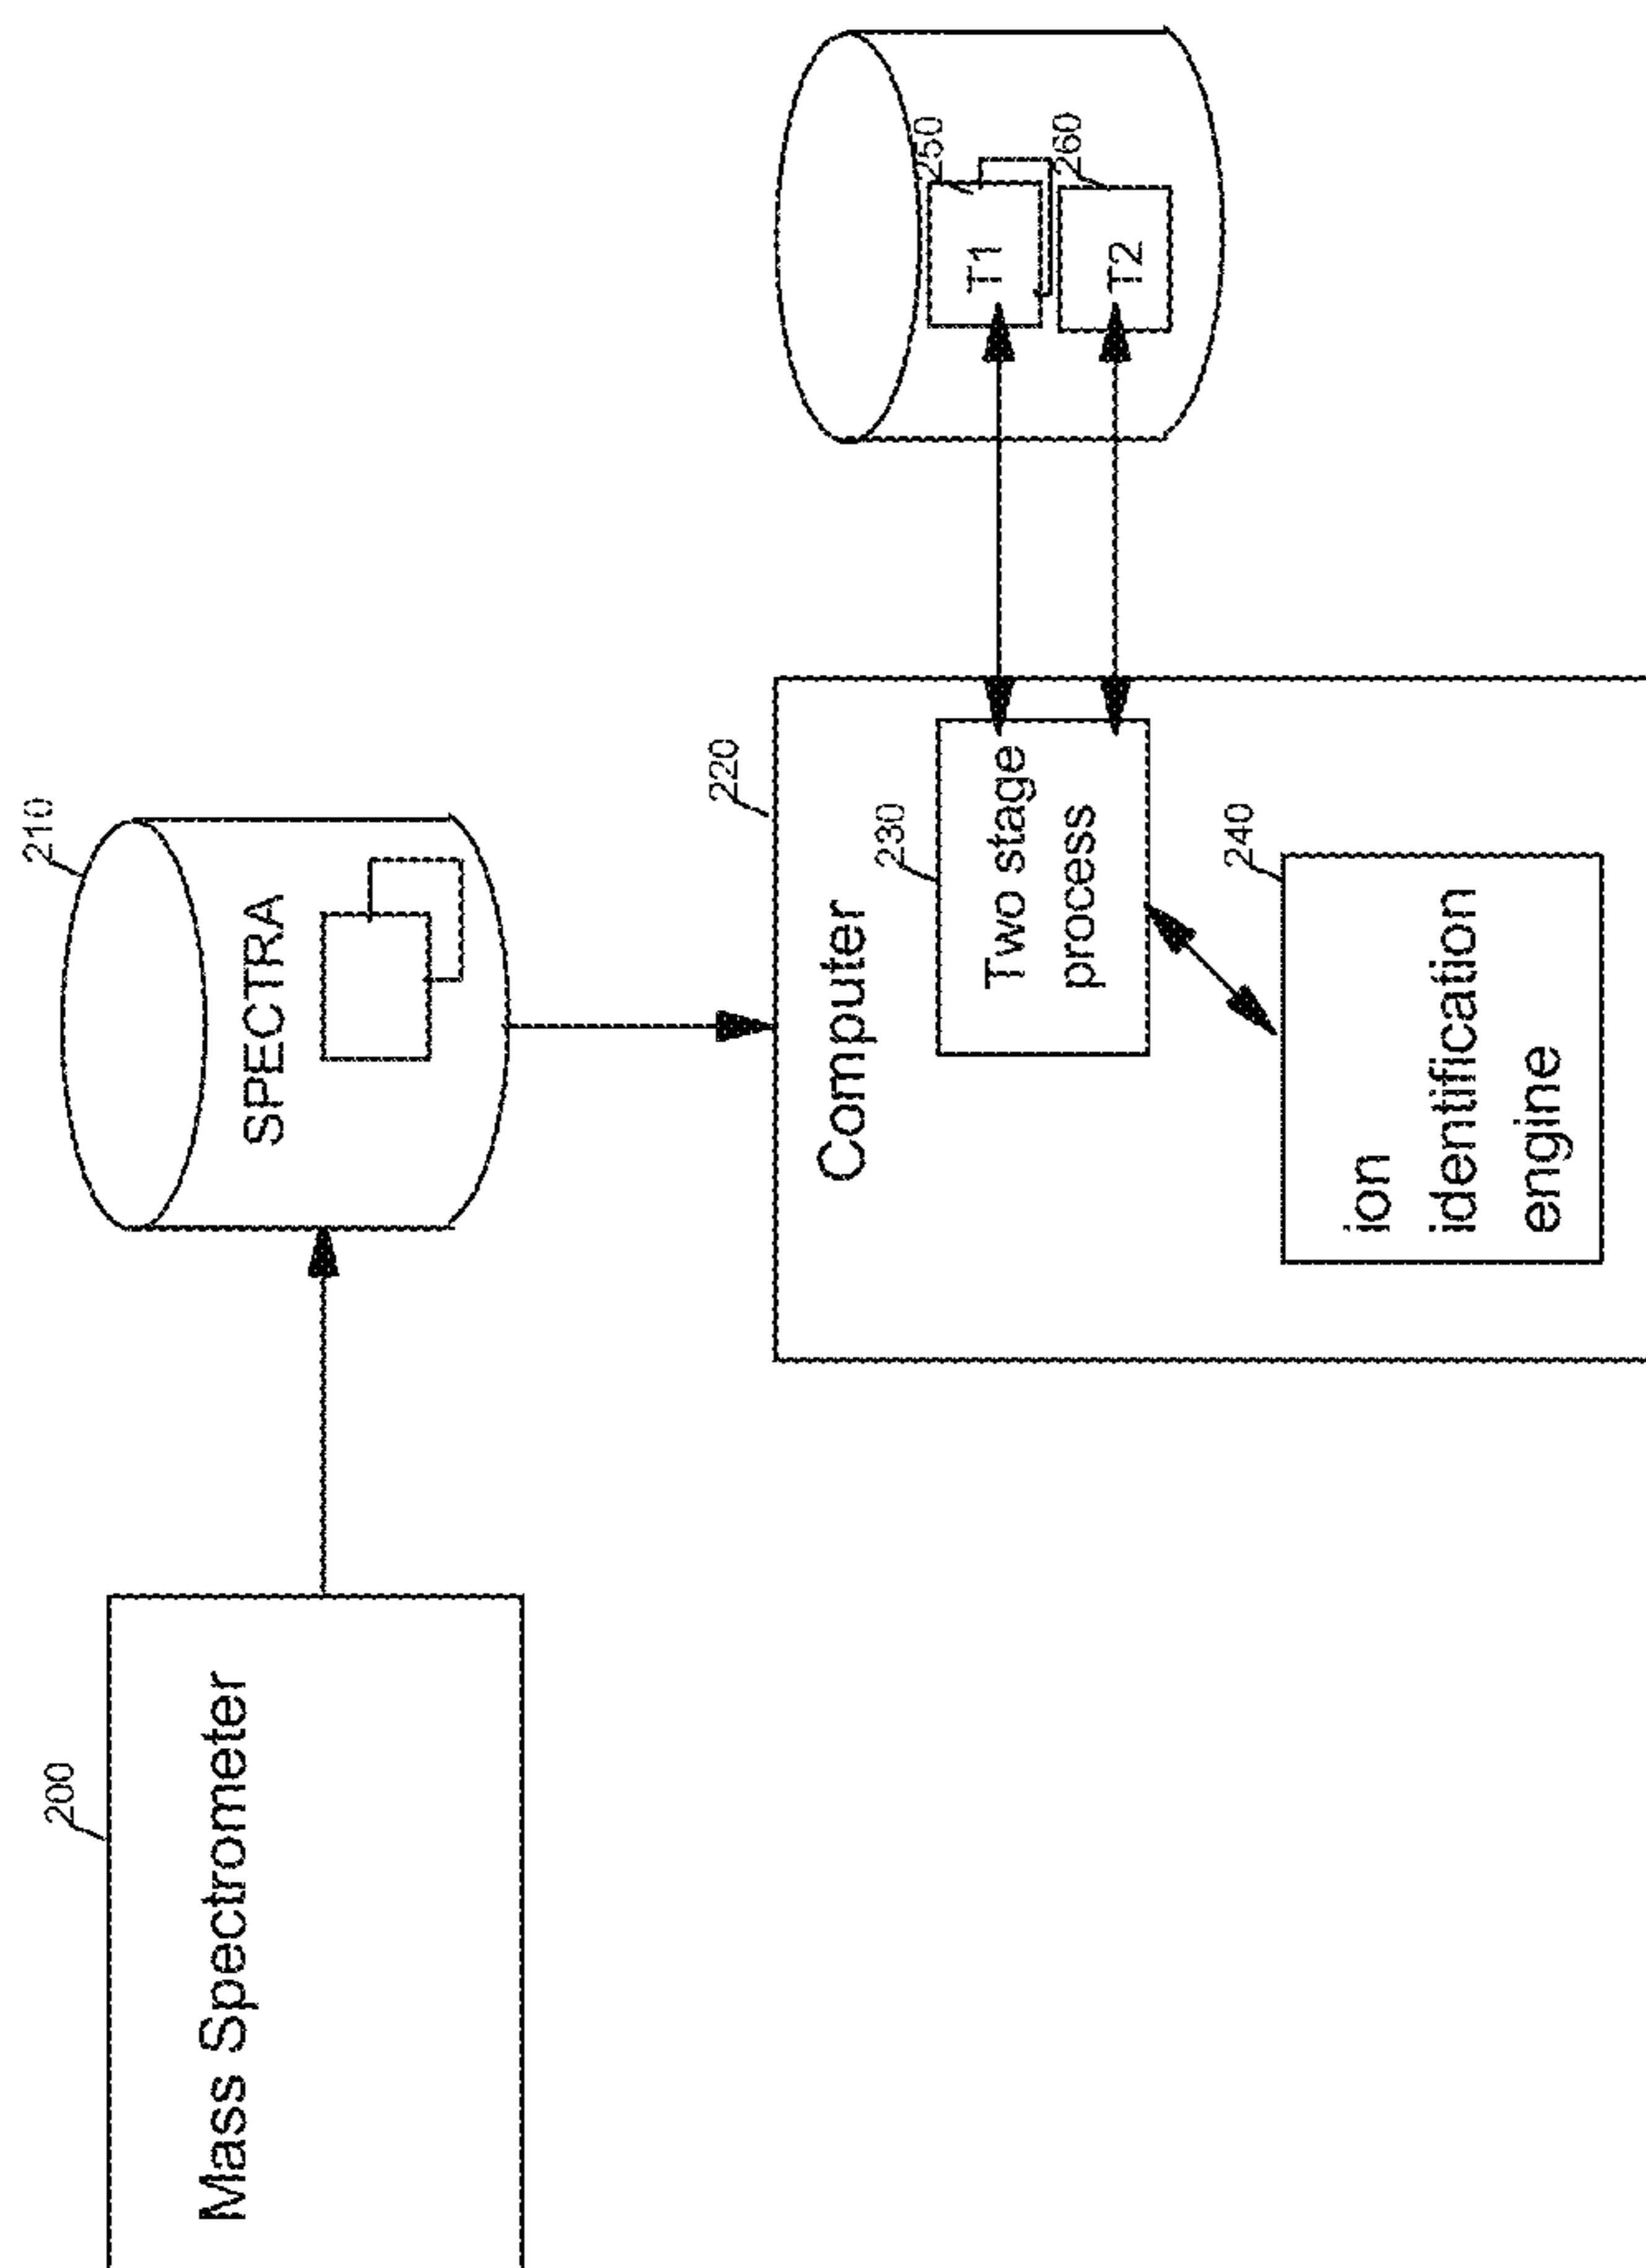 200
Mass Spectrometer
210
SPECTRA
220
Computer
230
Two stage
process
240
ion
identification
engine
250
T1
260
T2